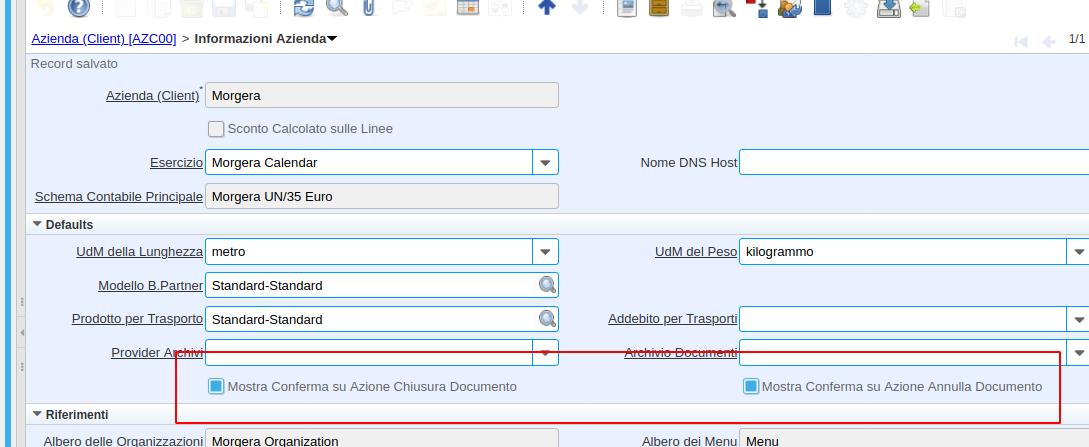 Azienda (Client) [AZC00] > Informazioni Azienda
1/1
Record salvato
Azienda (Client)* Morgera
Sconto Calcolato sulle Linee
Esercizio Morgera Calendar Nome DNS Host
Schema Contabile Principale Morgera UN/35 Euro
Defaults
UdM della Lunghezza metro UdM del Peso kilogrammo
Modello B.Partner Standard-Standard
Prodotto per Trasporto Standard-Standard Addebito per Trasporti
Provider Archivi Archivio Documenti
Mostra Conferma su Azione Chiusura Documento Mostra Conferma su Azione Annulla Documento
Riferimenti
Albero delle Organizzazioni Morgera Organization Albero dei Menu Menu